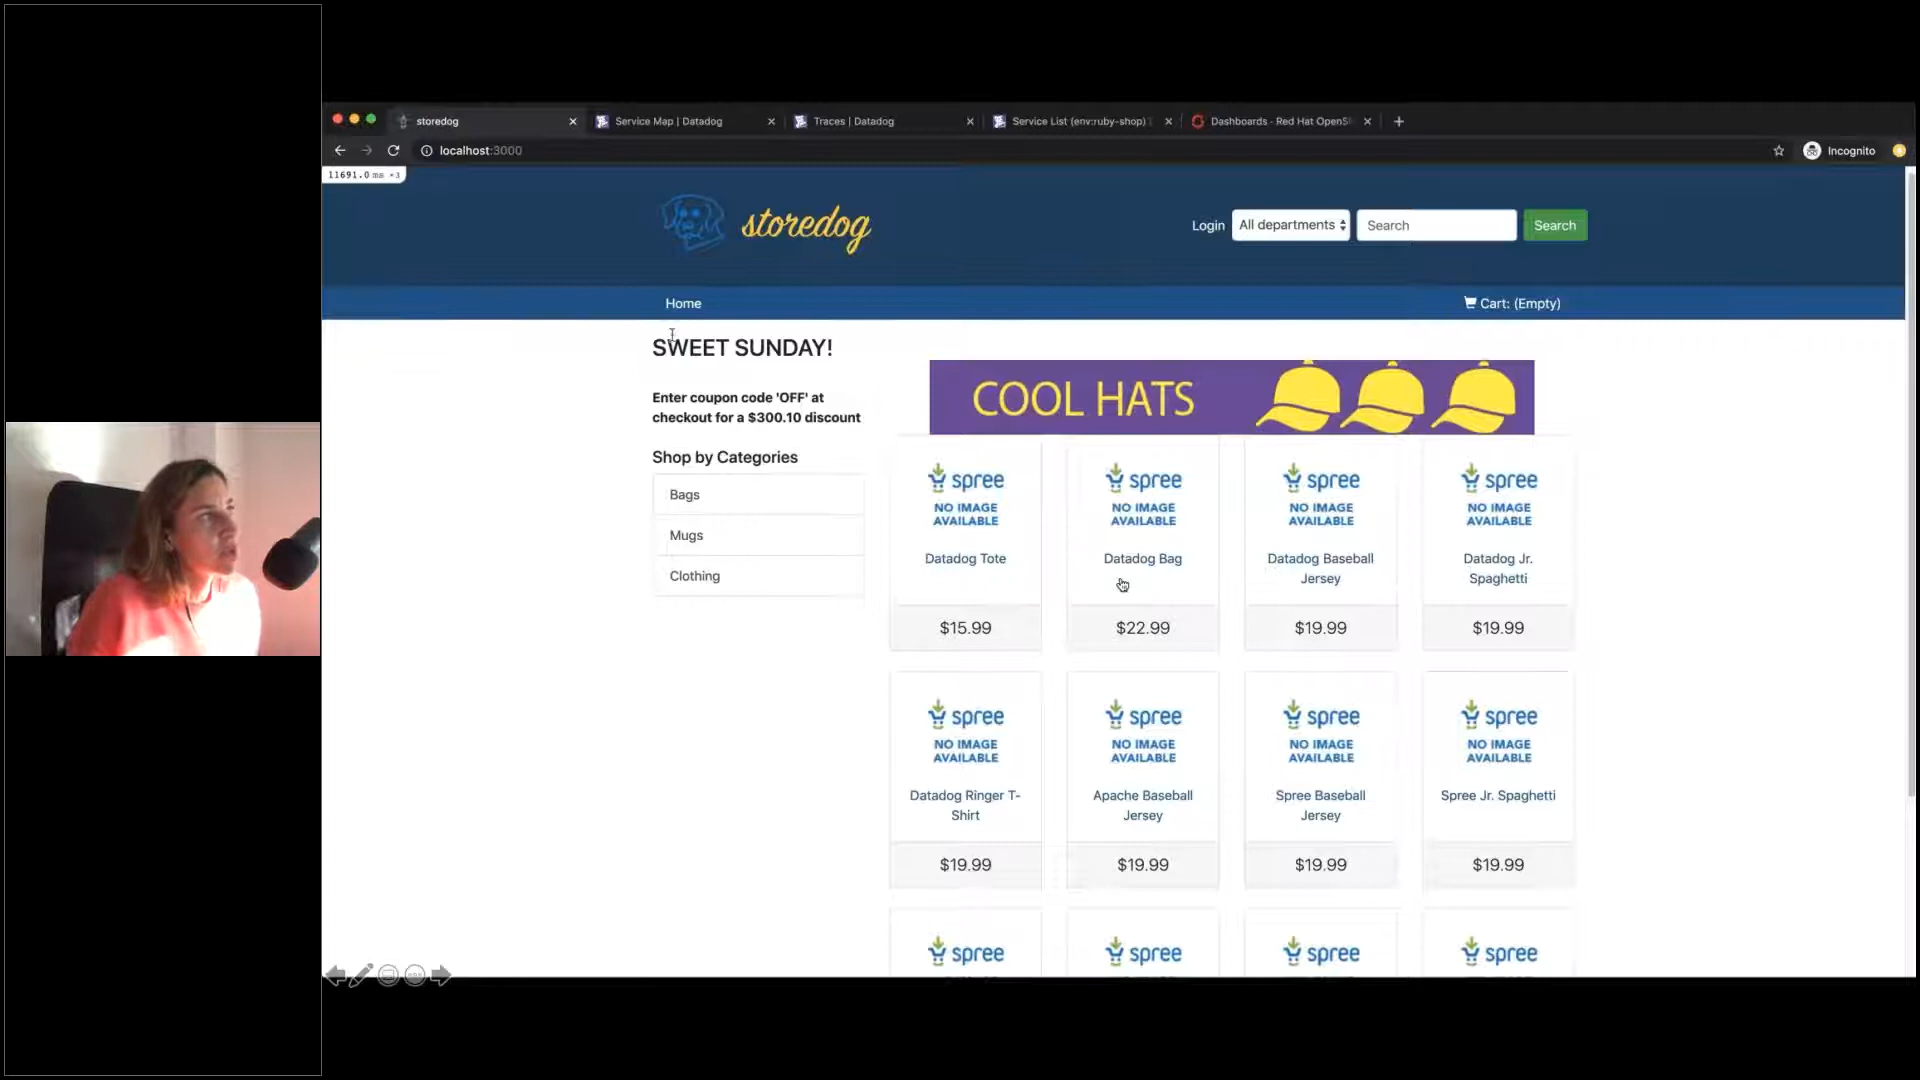 storedog
Service Map | Datadog
Traces | Datadog
Service List (env:ruby-shop)
Dashboards - Red Hat OpenS
localhost:3000
Incognito
11691.0 ms ×3
storedog
Login
All departments
Search
Search
Home
Cart: (Empty)
SWEET SUNDAY!
Enter coupon code 'OFF' at
checkout for a $300.10 discount
Shop by Categories
Bags
Mugs
Clothing
COOL HATS
spree
NO IMAGE
AVAILABLE
Datadog Tote
$15.99
spree
NO IMAGE
AVAILABLE
Datadog Bag
$22.99
spree
NO IMAGE
AVAILABLE
Datadog Baseball
Jersey
$19.99
spree
NO IMAGE
AVAILABLE
Datadog Jr.
Spaghetti
$19.99
spree
NO IMAGE
AVAILABLE
Datadog Ringer T-
Shirt
$19.99
spree
NO IMAGE
AVAILABLE
Apache Baseball
Jersey
$19.99
spree
NO IMAGE
AVAILABLE
Spree Baseball
Jersey
$19.99
spree
NO IMAGE
AVAILABLE
Spree Jr. Spaghetti
$19.99
spree
spree
spree
spree